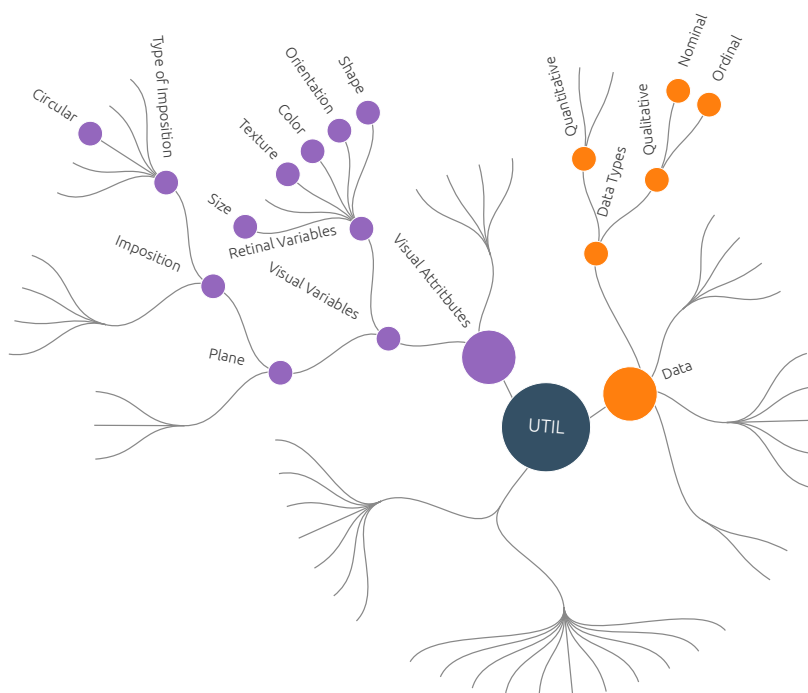 Type of Imposition
Circular
Imposition
Plane
Size
Texture
Color
Orientation
Shape
Retinal Variables
Visual Variables
Visual Attritbutes
UTIL
Data
Data Types
Quantitative
Qualitative
Nominal
Ordinal